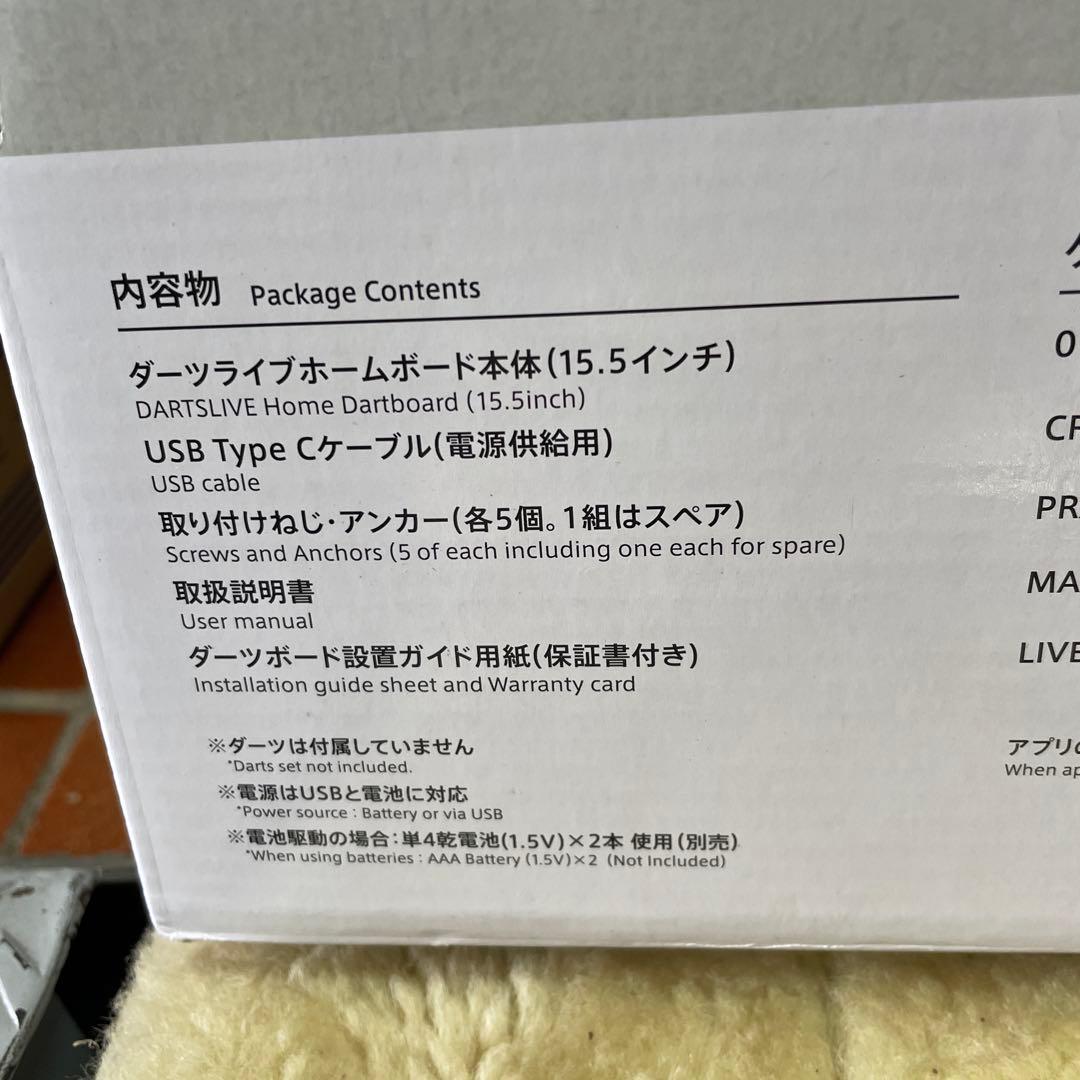 内容物 Package Contents
ダーツライブホームボード本体(15.5インチ)
DARTSLIVE Home Dartboard (15.5inch)
USB Type Cケーブル(電源供給用)
USB cable
取り付けねじ・アンカー(各5個。1組はスペア)
Screws and Anchors (5 of each including one each for spare)
取扱説明書
User manual
ダーツボード設置ガイド用紙(保証書付き)
Installation guide sheet and Warranty card
※ダーツは付属していません
*Darts set not included.
※電源はUSBと電池に対応
*Power source : Battery or via USB
※電池駆動の場合:単4乾電池(1.5V)×2本 使用(別売)
*When using batteries : AAA Battery (1.5V)×2 (Not Included)
0
PR
MA
LIVE
アプリ
When